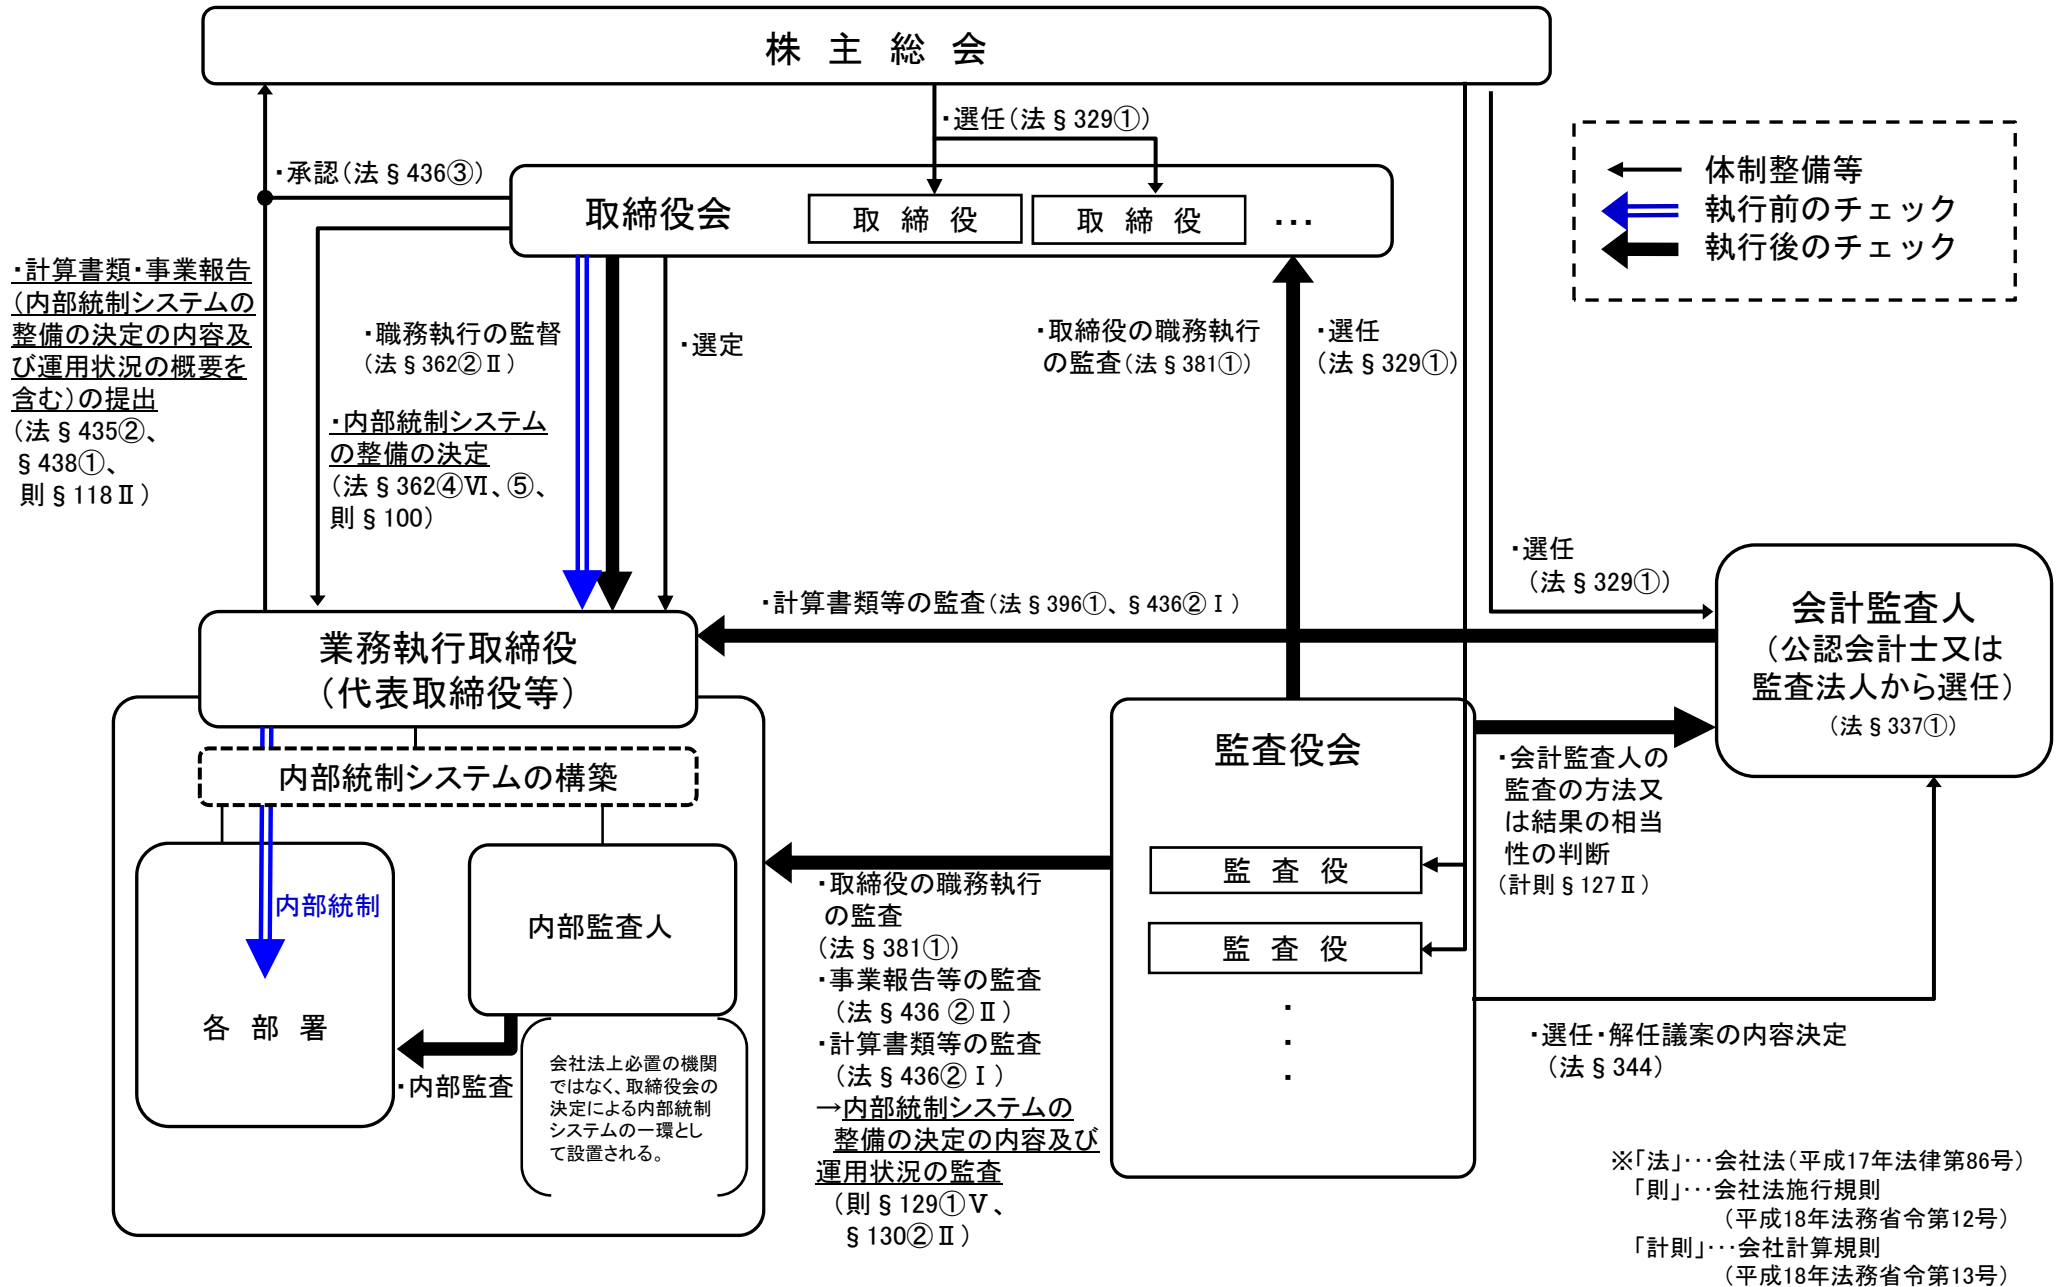 株 主 総 会
・選任(法§329①)
体制整備等
執行前のチェック
執行後のチェック
・承認(法§436③)
取締役会
取 締 役
取 締 役
・・・
・計算書類・事業報告
(内部統制システムの
整備の決定の内容及
び運用状況の概要を
含む)の提出
(法§435②、
§438①、
則§118Ⅱ)
・職務執行の監督
(法§362②Ⅱ)
・選定
・内部統制システム
の整備の決定
(法§362④Ⅵ、⑤、
則§100)
・取締役の職務執行
の監査(法§381①)
・選任
(法§329①)
・選任
(法§329①)
・計算書類等の監査(法§396①、§436②Ⅰ)
会計監査人
(公認会計士又は
監査法人から選任)
(法§337①)
業務執行取締役
(代表取締役等)
内部統制システムの構築
内部統制
各 部 署
内部監査人
・内部監査
会社法上必置の機関
ではなく、取締役会の
決定による内部統制
システムの一環とし
て設置される。
監査役会
監 査 役
監 査 役
・
・
・
・取締役の職務執行
の監査
(法§381①)
・事業報告等の監査
(法§436 ②Ⅱ)
・計算書類等の監査
(法§436②Ⅰ)
→内部統制システムの
整備の決定の内容及び
運用状況の監査
(則§129①Ⅴ、
§130②Ⅱ)
・会計監査人の
監査の方法又
は結果の相当
性の判断
(計則§127Ⅱ)
・選任・解任議案の内容決定
(法§344)
※「法」・・・会社法(平成17年法律第86号)
「則」・・・会社法施行規則
(平成18年法務省令第12号)
「計則」・・・会社計算規則
(平成18年法務省令第13号)